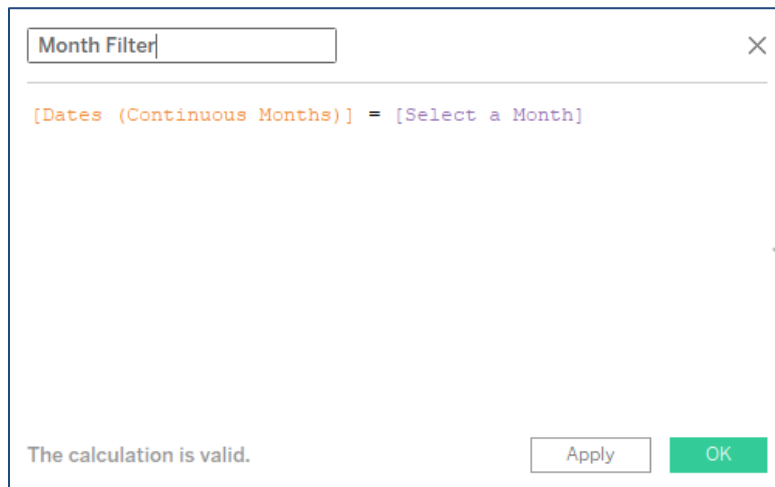 Month Filter
[Dates (Continuous Months)] = [Select a Month]
The calculation is valid.
Apply
OK